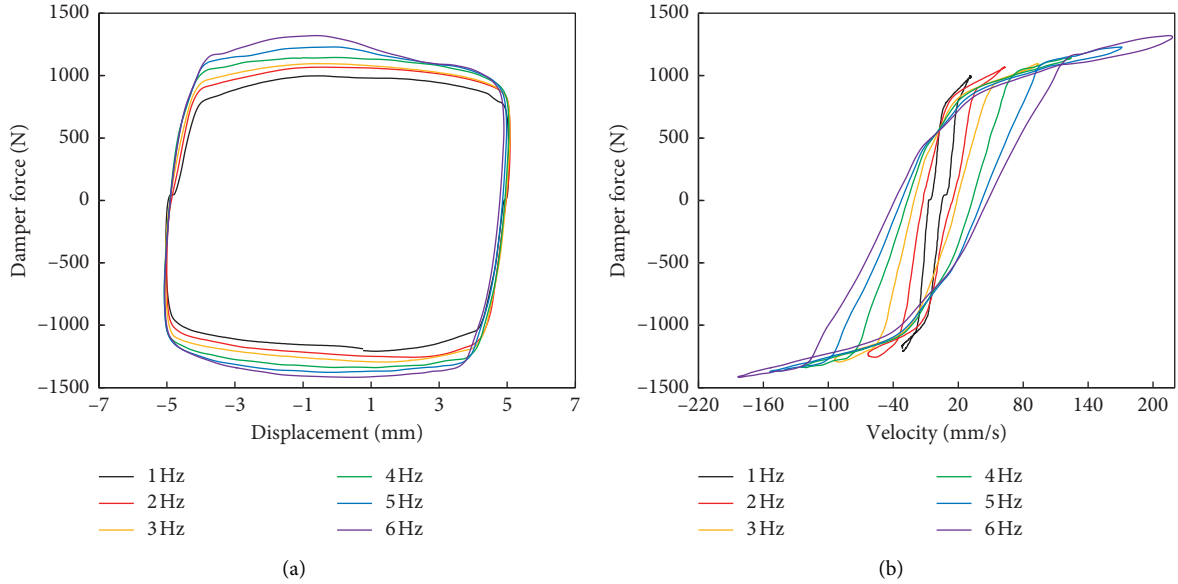 1500
1000
500
0
–500
–1000
–1500
Damper force (N)
–7 –5 –3 –1 1 3 5 7
Displacement (mm)
1 Hz
2 Hz
3 Hz
4 Hz
5 Hz
6 Hz
(a)
1500
1000
500
0
–500
–1000
–1500
Damper force (N)
–220 –160 –100 –40 20 80 140 200
Velocity (mm/s)
1 Hz
2 Hz
3 Hz
4 Hz
5 Hz
6 Hz
(b)